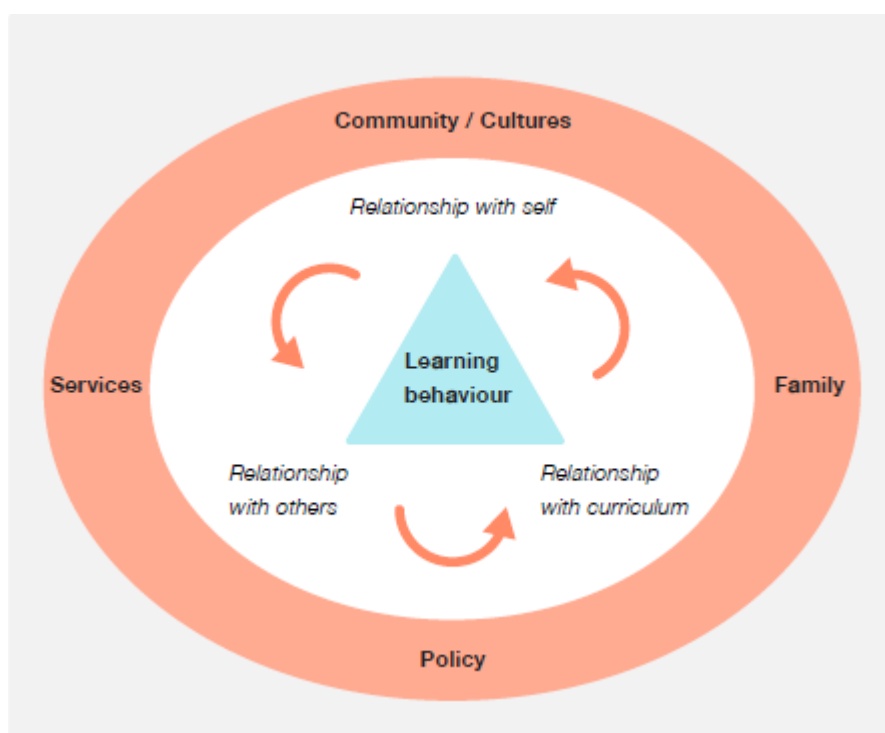 Community / Cultures
Relationship with self
Learning
behaviour
Services
Family
Relationship
with others
Relationship
with curriculum
Policy